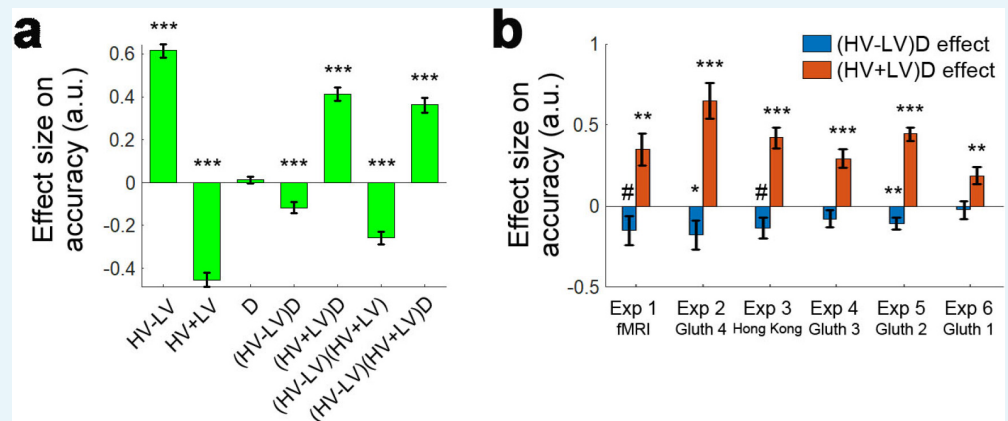 a
Effect size on
accuracy (a.u.)
0.6
0.4
0.2
0
-0.2
-0.4
***
***
***
***
***
***
HV-LV
HV+LV
D
(HV-LV)D
(HV+LV)D
(HV-LV)(HV+LV)
(HV-LV)(HV+LV)D
b
Effect size on
accuracy (a.u.)
1
0.5
0
-0.5
(HV-LV)D effect
(HV+LV)D effect
** *** *** *** *** **
# * # **
Exp 1 Exp 2 Exp 3 Exp 4 Exp 5 Exp 6
fMRI Gluth 4 Hong Kong Gluth 3 Gluth 2 Gluth 1